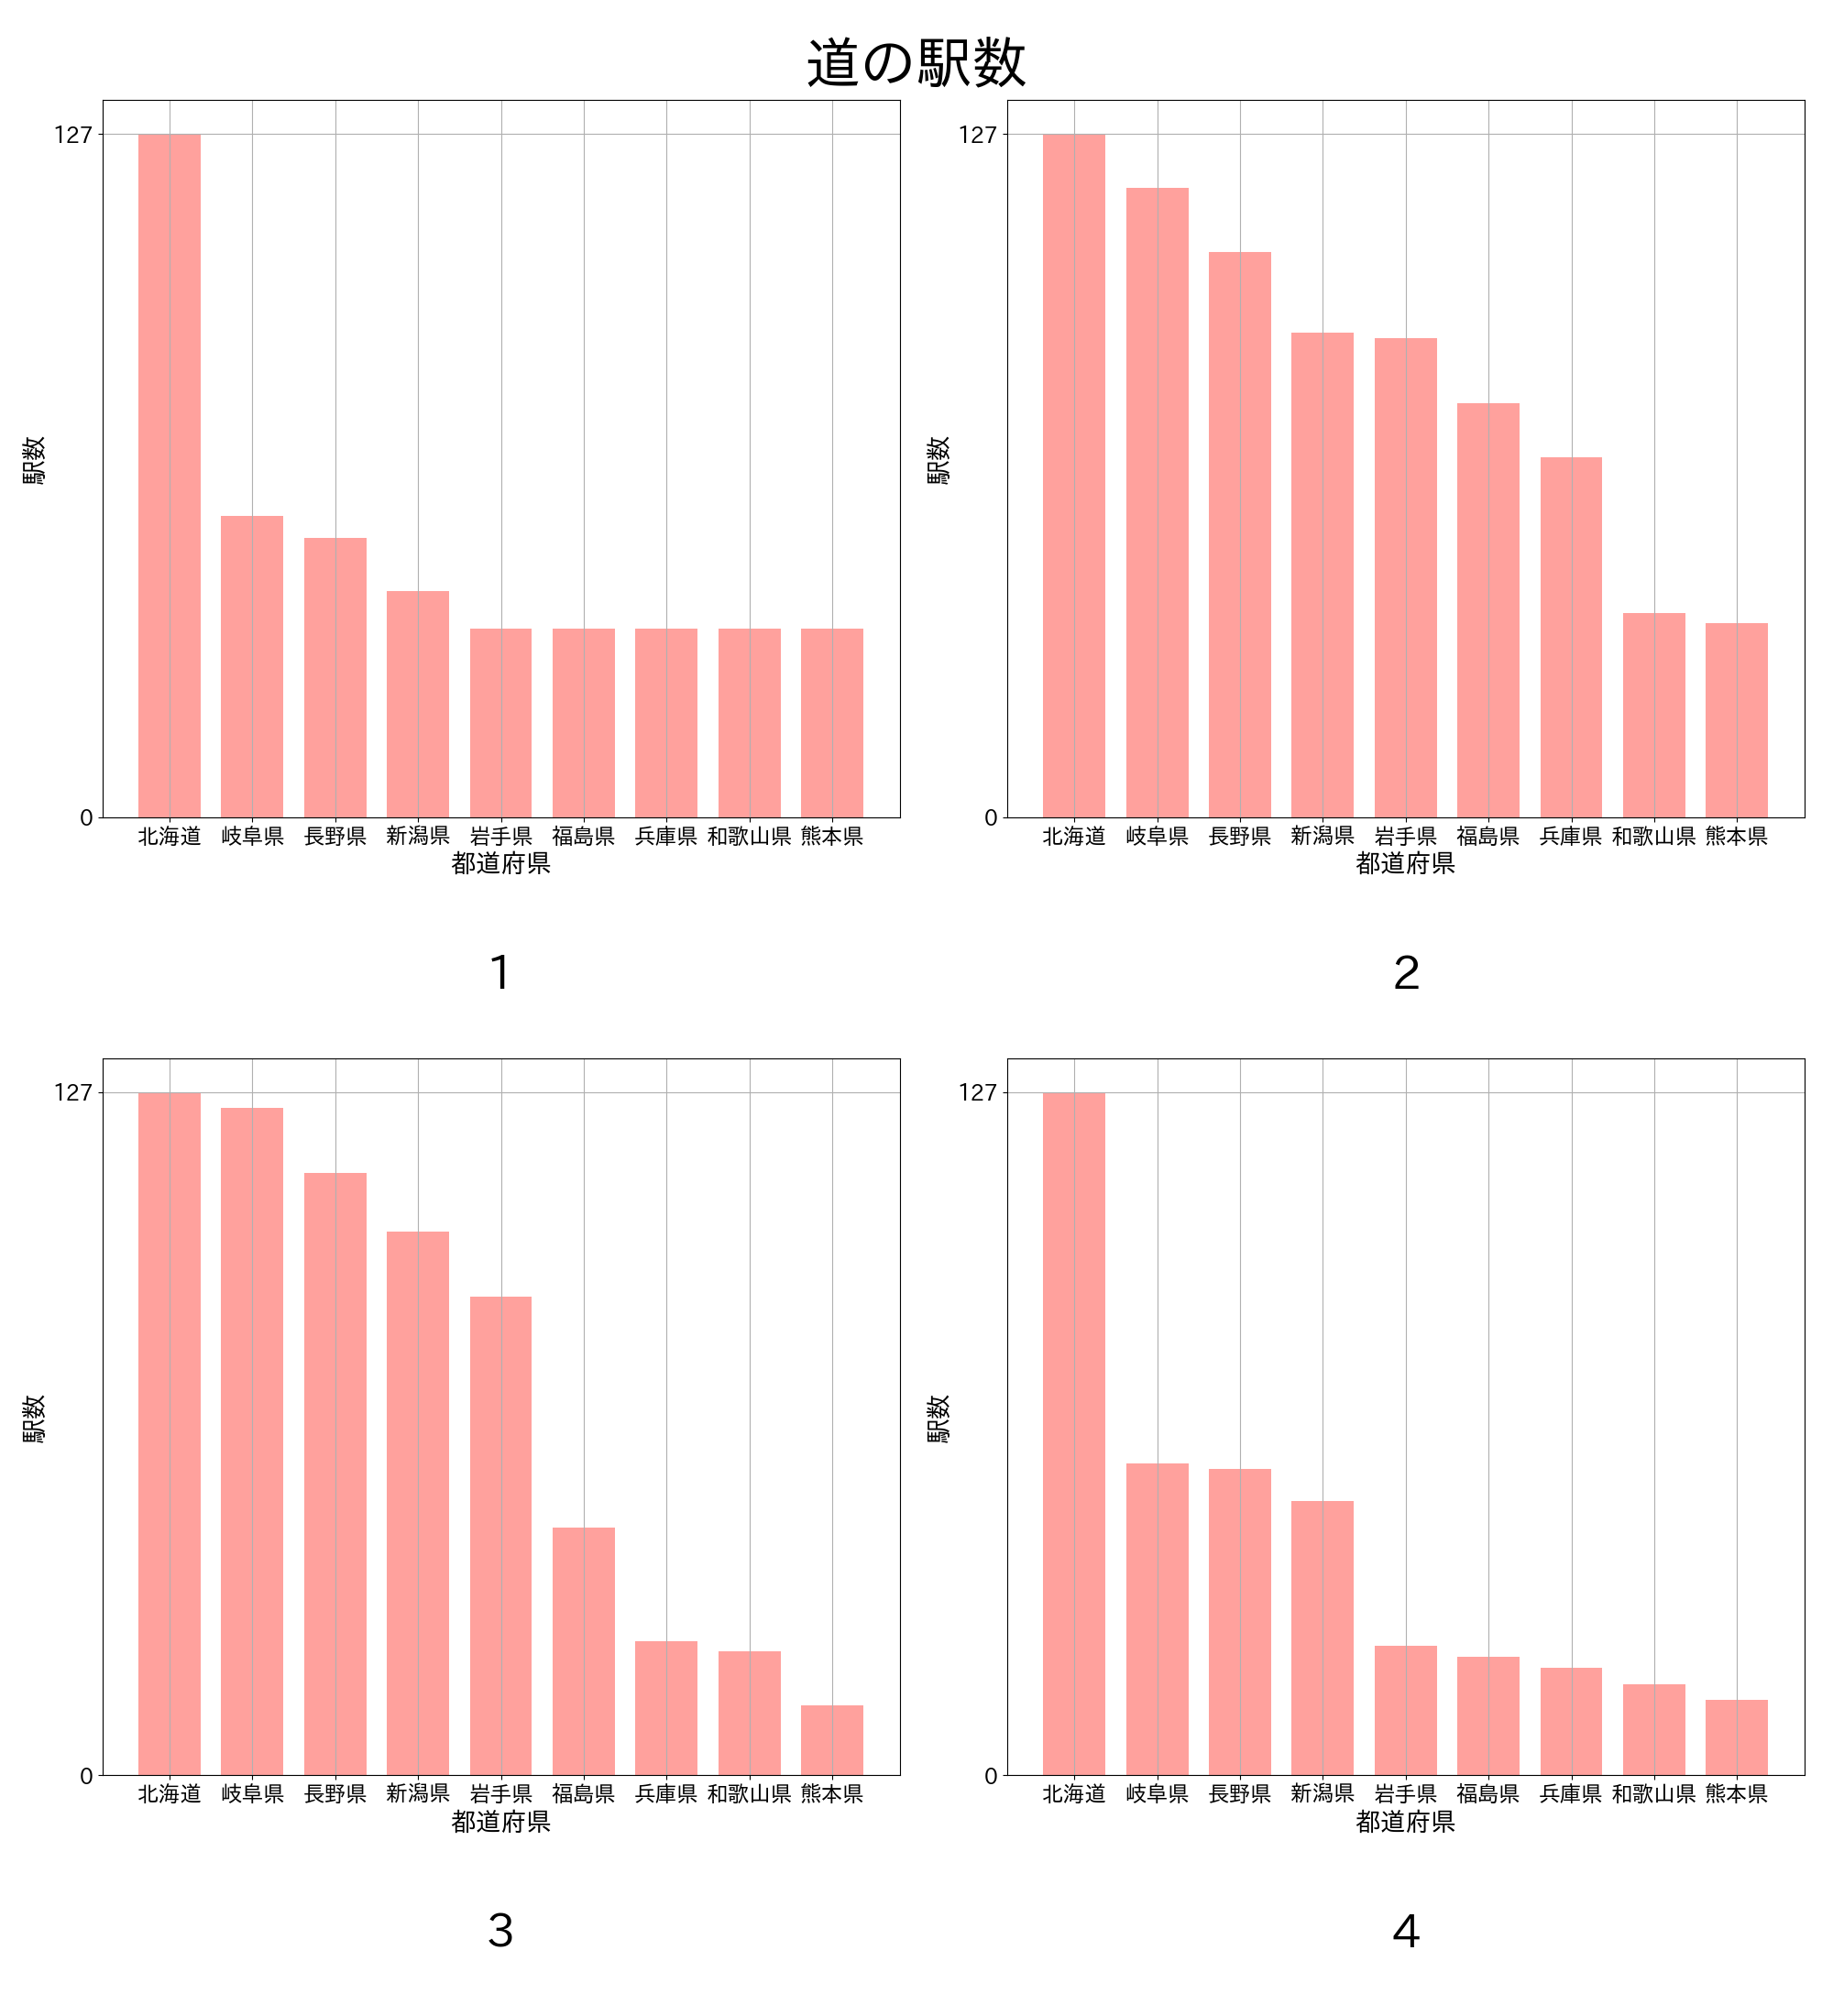 道の駅数
127
0
駅数
北海道 岐阜県 長野県 新潟県 岩手県 福島県 兵庫県 和歌山県 熊本県
都道府県
1
127
0
駅数
北海道 岐阜県 長野県 新潟県 岩手県 福島県 兵庫県 和歌山県 熊本県
都道府県
2
127
0
駅数
北海道 岐阜県 長野県 新潟県 岩手県 福島県 兵庫県 和歌山県 熊本県
都道府県
3
127
0
駅数
北海道 岐阜県 長野県 新潟県 岩手県 福島県 兵庫県 和歌山県 熊本県
都道府県
4